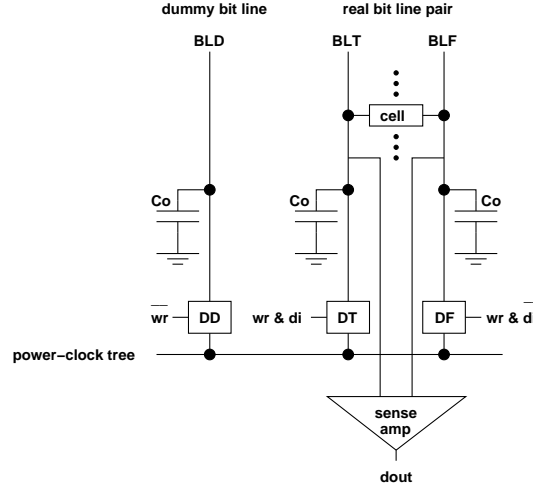 dummy bit line
real bit line pair
BLD
BLT
BLF
cell
Co
Co
Co
wr
DD
wr & di
DT
DF
wr & di
power−clock tree
sense
amp
dout